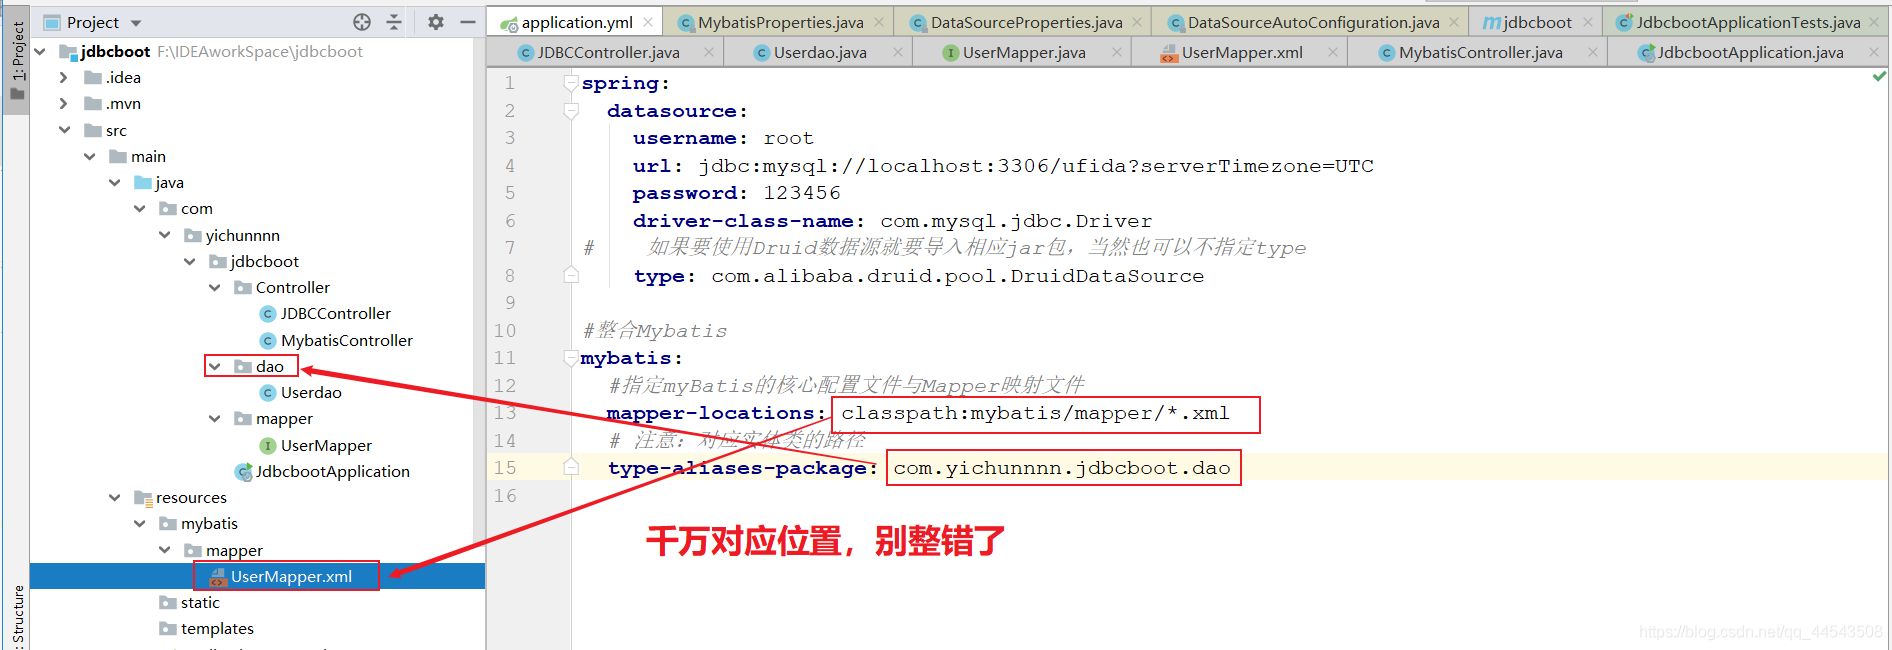 Project
application.yml
MybatisProperties.java
DataSourceProperties.java
DataSourceAutoConfiguration.java
jdbcboot
JdbcbootApplicationTests.java
JDBCController.java
Userdao.java
UserMapper.java
UserMapper.xml
MybatisController.java
JdbcbootApplication.java
1: Project
jdbcboot F:\IDEAworkSpace\jdbcboot
.idea
.mvn
src
main
java
com
yichunnnn
jdbcboot
Controller
JDBCController
MybatisController
dao
Userdao
mapper
UserMapper
JdbcbootApplication
resources
mybatis
mapper
UserMapper.xml
static
templates
Structure
1 spring:
2 datasource:
3 username: root
4 url: jdbc:mysql://localhost:3306/ufida?serverTimezone=UTC
5 password: 123456
6 driver-class-name: com.mysql.jdbc.Driver
7 # 如果要使用Druid数据源就要导入相应jar包，当然也可以不指定type
8 type: com.alibaba.druid.pool.DruidDataSource
9
10 #整合Mybatis
11 mybatis:
12 #指定myBatis的核心配置文件与Mapper映射文件
13 mapper-locations: classpath:mybatis/mapper/*.xml
14 # 注意：对应实体类的路径
15 type-aliases-package: com.yichunnnn.jdbcboot.dao
16
千万对应位置，别整错了
https://blog.csdn.net/qq_44543508